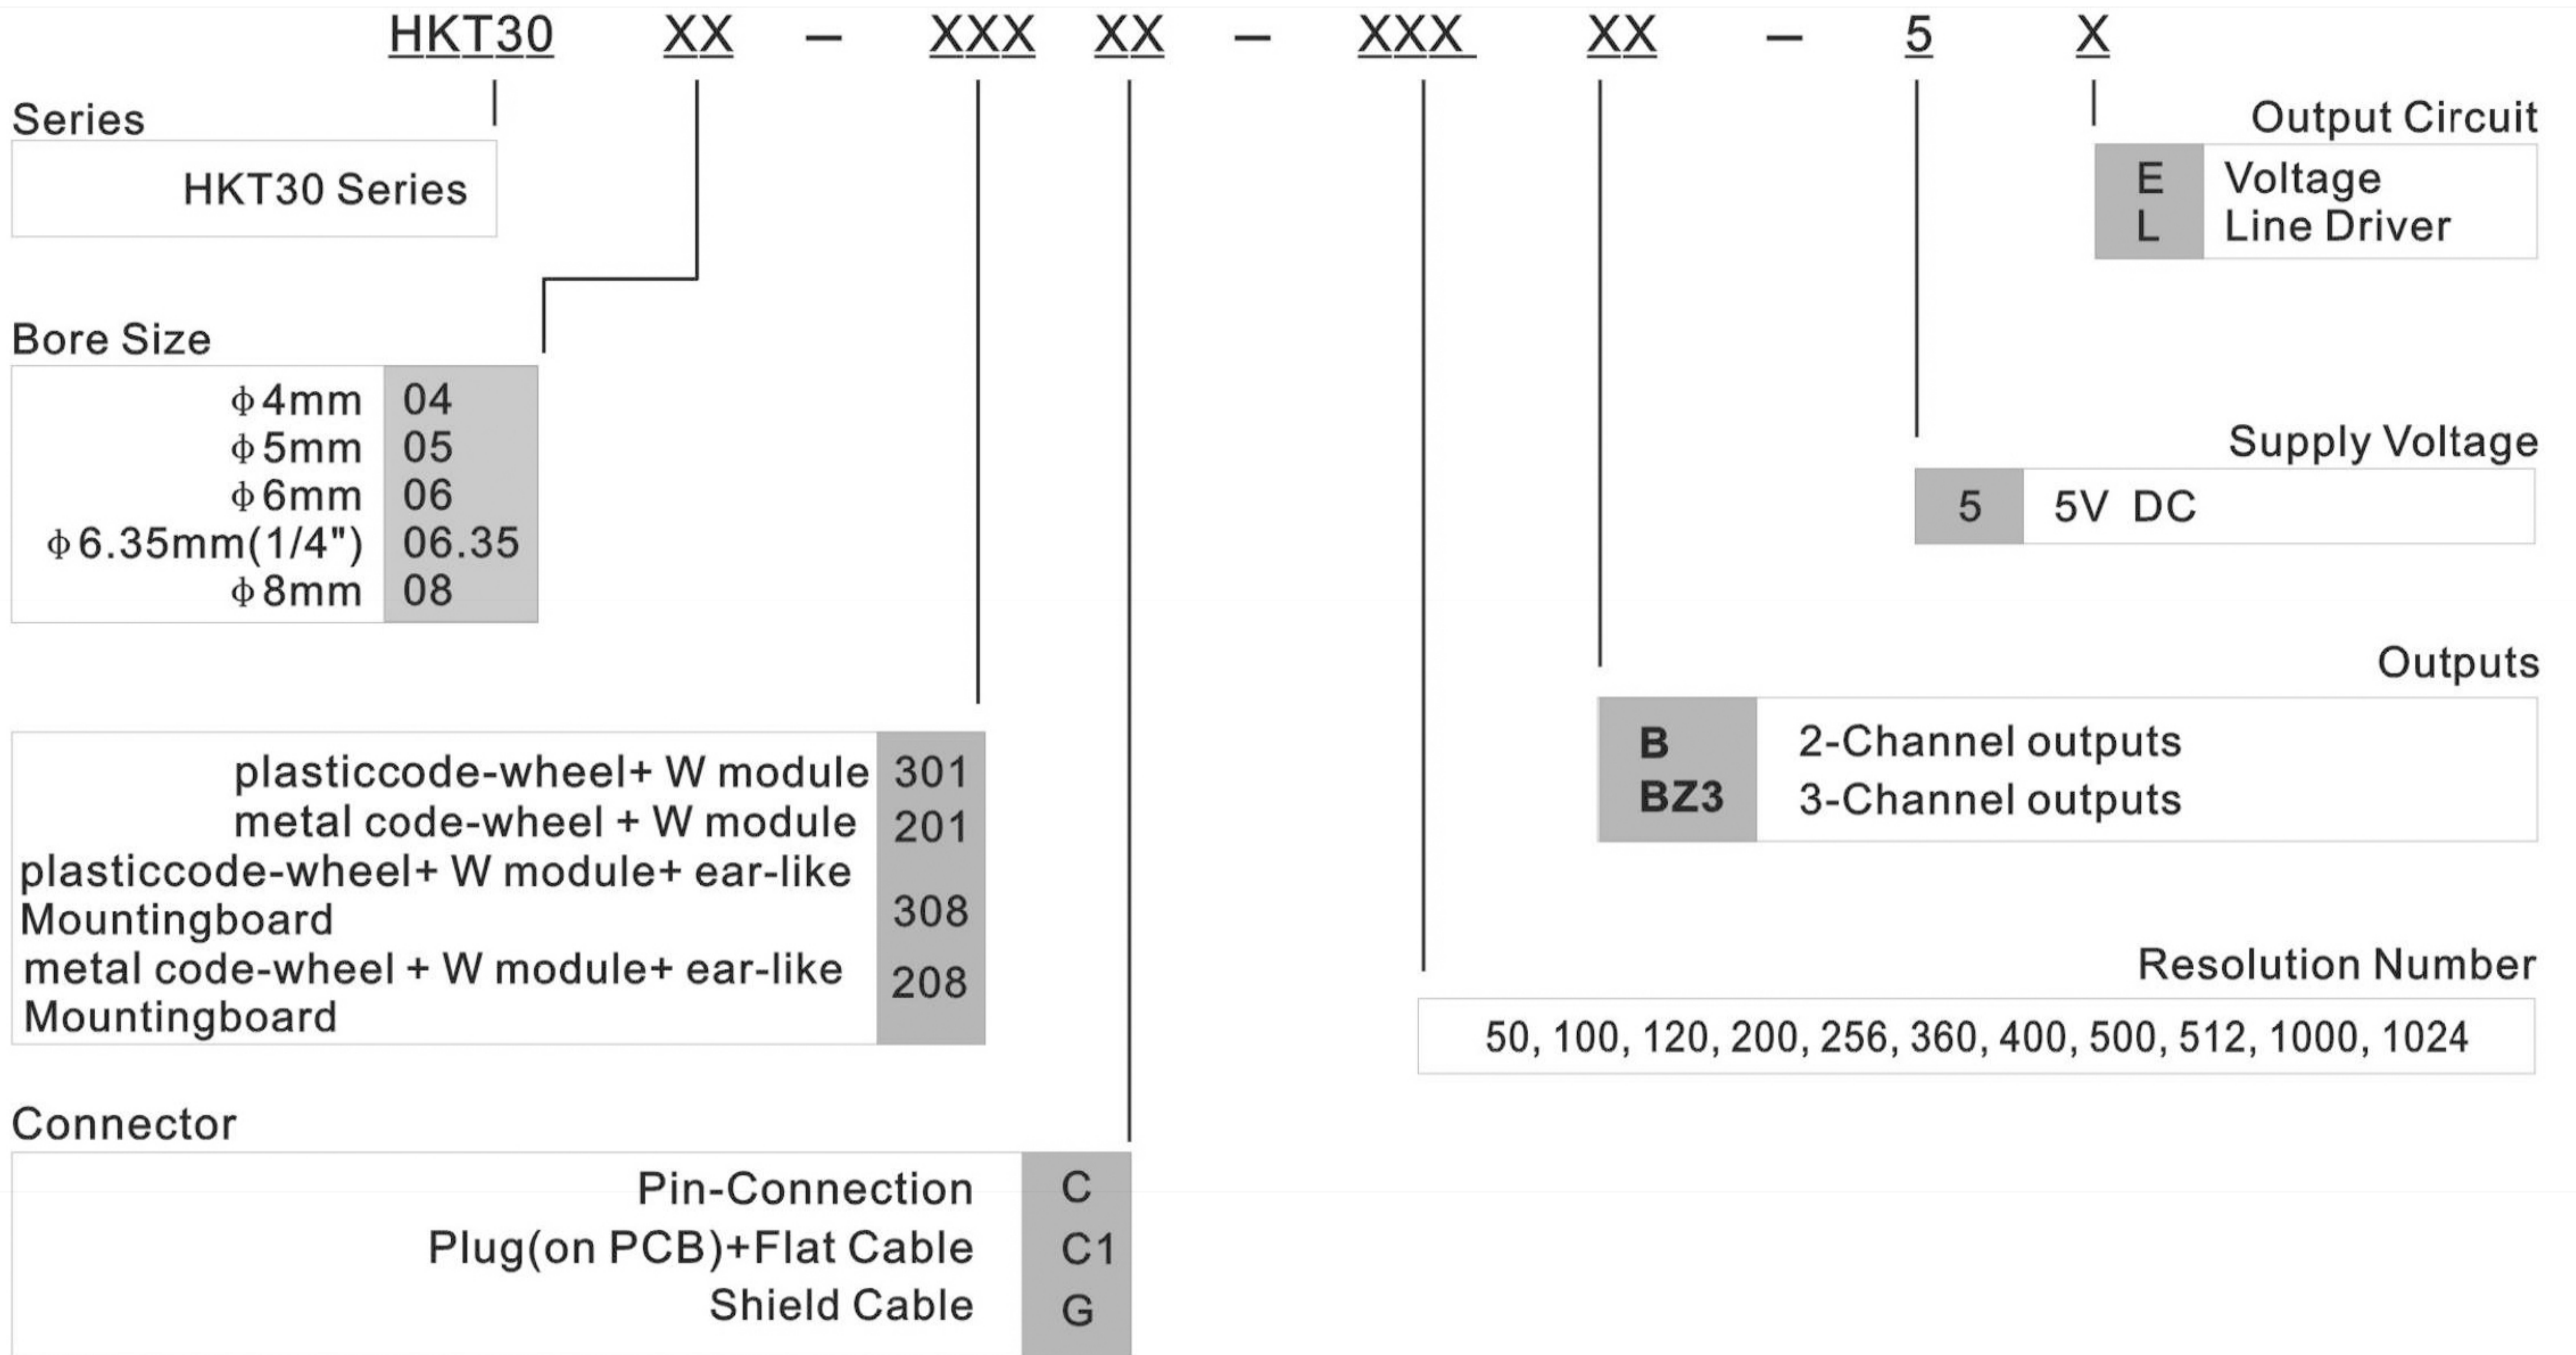 HKT30 XX – XXX XX – XXX XX – 5 X
Series
HKT30 Series
Bore Size
ϕ4mm 04
ϕ5mm 05
ϕ6mm 06
ϕ6.35mm(1/4") 06.35
ϕ8mm 08
plasticcode-wheel+ W module 301
metal code-wheel + W module 201
plasticcode-wheel+ W module+ ear-like
Mountingboard 308
metal code-wheel + W module+ ear-like 208
Mountingboard
Connector
Pin-Connection C
Plug(on PCB)+Flat Cable C1
Shield Cable G
Output Circuit
E Voltage
L Line Driver
Supply Voltage
5 5V DC
Outputs
B 2-Channel outputs
BZ3 3-Channel outputs
Resolution Number
50, 100, 120, 200, 256, 360, 400, 500, 512, 1000, 1024